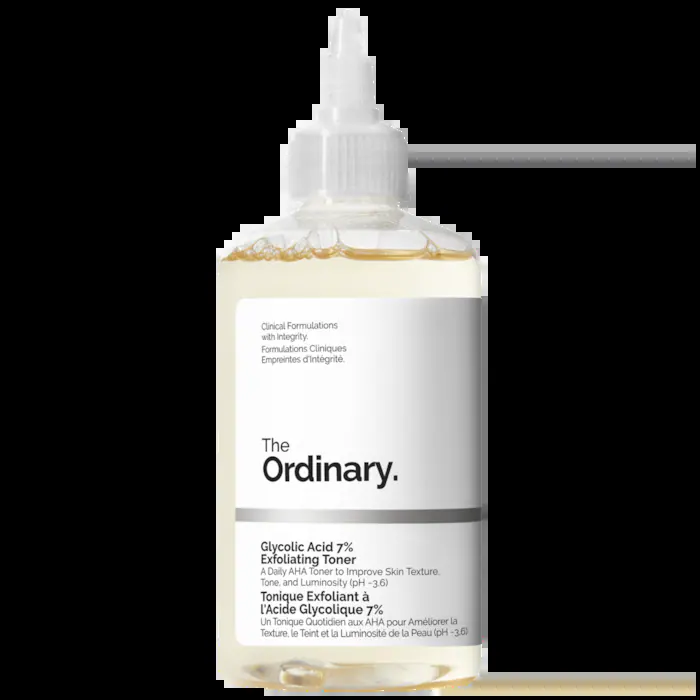 Clinical Formulations
with Integrity.
Formulations Cliniques
Empreintes d'Intégrité.
The
Ordinary.
Glycolic Acid 7%
Exfoliating Toner
A Daily AHA Toner to Improve Skin Texture,
Tone, and Luminosity (pH ~3.6)
Tonique Exfoliant à
l'Acide Glycolique 7%
Un Tonique Quotidien aux AHA pour Améliorer la
Texture, le Teint et la Luminosité de la Peau (pH ~3.6)